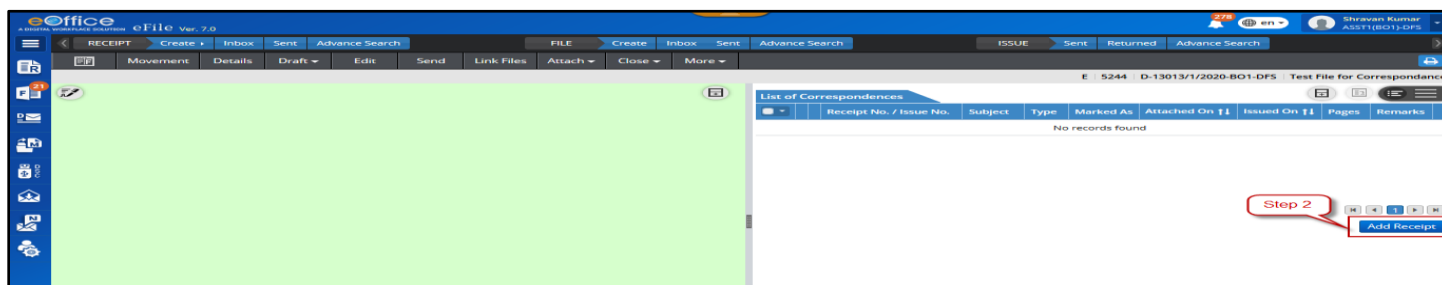 eOffice eFile Ver. 7.0
A DIGITAL WORKPLACE SOLUTION
278
en
Shravan Kumar
ASST1(BO1)-DFS
RECEIPT Create Inbox Sent Advance Search FILE Create Inbox Sent Advance Search ISSUE Sent Returned Advance Search
Movement Details Draft Edit Send Link Files Attach Close More
21
E 5244 D-13013/1/2020-BO1-DFS Test File for Correspondance
List of Correspondences
Receipt No. / Issue No. Subject Type Marked As Attached On Issued On Pages Remarks
No records found
Step 2
1
Add Receipt